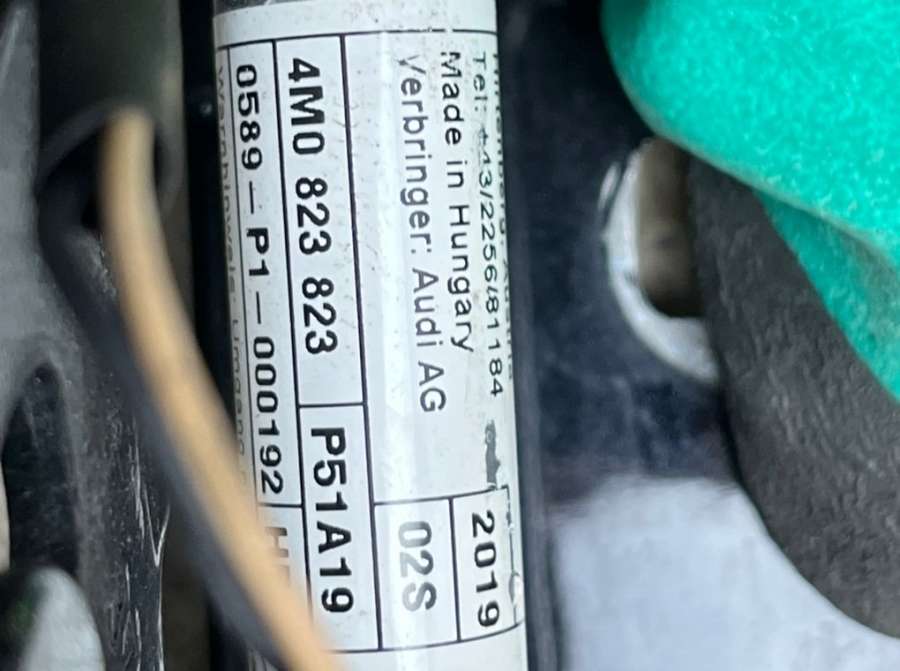 Tel: +43/2256/81184
Made in Hungary
Verbringer: Audi AG
2019
02S
4M0 823 823
P51A19
0589-P1-000192